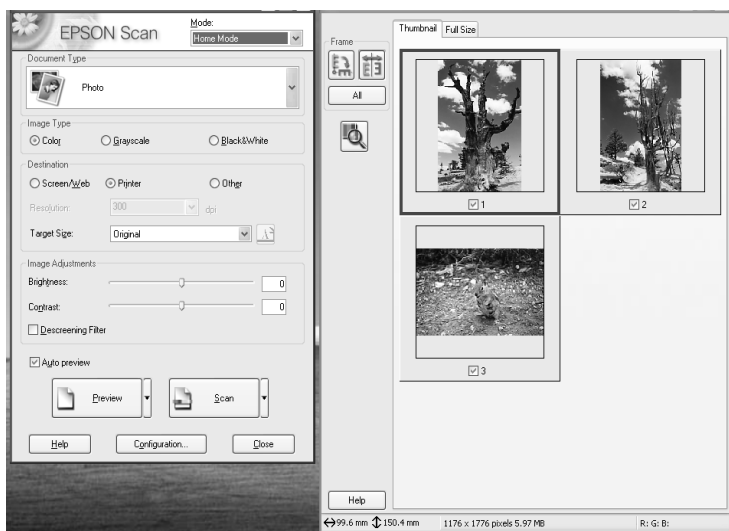 EPSON Scan
Mode:
Home Mode
Document Type
Photo
Image Type
Color
Grayscale
Black&White
Destination
Screen/Web
Printer
Other
Resolution:
300
dpi
Target Size:
Original
Image Adjustments
Brightness:
0
Contrast:
0
Descreening Filter
Auto preview
Preview
Scan
Help
Configuration...
Close
Frame
All
Help
Thumbnail
Full Size
1
2
3
99.6 mm
150.4 mm
1176 x 1776 pixels 5.97 MB
R: G: B: